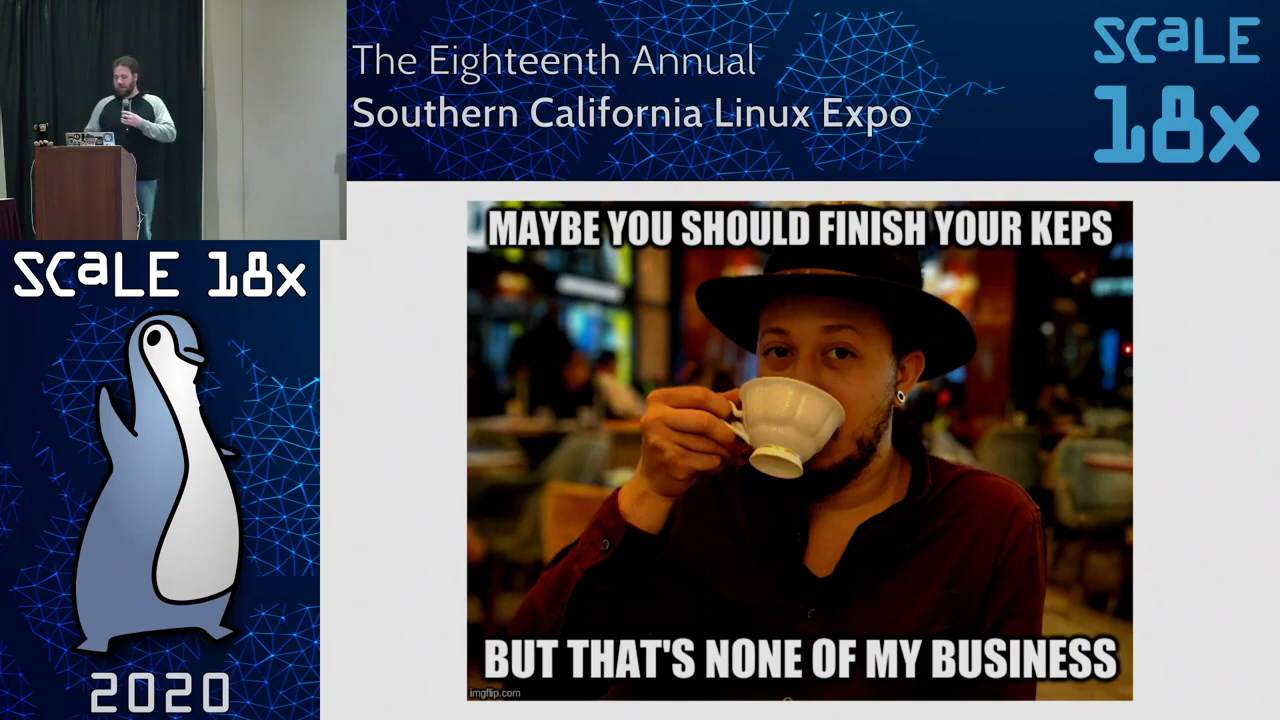 The Eighteenth Annual
Southern California Linux Expo
SCaLE
18x
SCaLE 18x
2020
MAYBE YOU SHOULD FINISH YOUR KEPS
BUT THAT'S NONE OF MY BUSINESS
imgflip.com